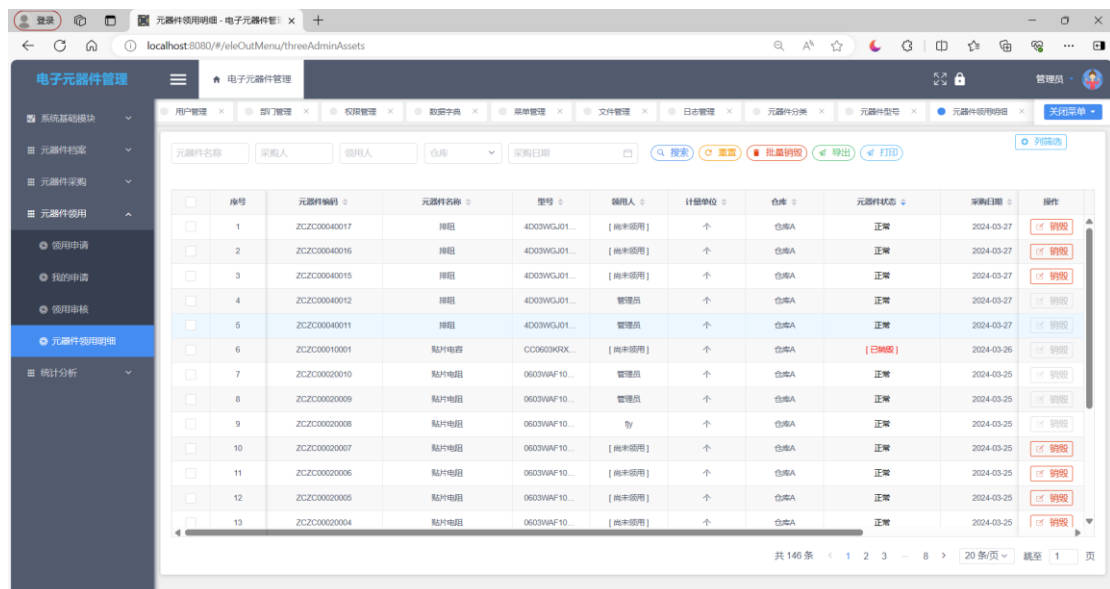 登录 元器件领用明细 - 电子元器件管理 ×
localhost:8080/#/eleOutMenu/threeAdminAssets
电子元器件管理 电子元器件管理 管理员
用户管理 × 部门管理 × 权限管理 × 数据字典 × 菜单管理 × 文件管理 × 日志管理 × 元器件分类 × 元器件型号 × 元器件领用明细 × 关闭菜单
系统基础模块
元器件档案
元器件采购
元器件领用
领用申请
我的申请
领用审核
元器件领用明细
统计分析
元器件名称 采购人 领用人 仓库 采购日期 搜索 重置 批量销毁 导出 打印 列筛选
序号 元器件编码 元器件名称 型号 领用人 计量单位 仓库 元器件状态 采购日期 操作
1 ZCZC00040017 排阻 4D03WGJ01... [ 尚未领用 ] 个 仓库A 正常 2024-03-27 销毁
2 ZCZC00040016 排阻 4D03WGJ01... [ 尚未领用 ] 个 仓库A 正常 2024-03-27 销毁
3 ZCZC00040015 排阻 4D03WGJ01... [ 尚未领用 ] 个 仓库A 正常 2024-03-27 销毁
4 ZCZC00040012 排阻 4D03WGJ01... 管理员 个 仓库A 正常 2024-03-27 销毁
5 ZCZC00040011 排阻 4D03WGJ01... 管理员 个 仓库A 正常 2024-03-27 销毁
6 ZCZC00010001 贴片电容 CC0603KRX... [ 尚未领用 ] 个 仓库A [ 已销毁 ] 2024-03-26 销毁
7 ZCZC00020010 贴片电阻 0603WAF10... 管理员 个 仓库A 正常 2024-03-25 销毁
8 ZCZC00020009 贴片电阻 0603WAF10... 管理员 个 仓库A 正常 2024-03-25 销毁
9 ZCZC00020008 贴片电阻 0603WAF10... 个 仓库A 正常 2024-03-25 销毁
10 ZCZC00020007 贴片电阻 0603WAF10... [ 尚未领用 ] 个 仓库A 正常 2024-03-25 销毁
11 ZCZC00020006 贴片电阻 0603WAF10... [ 尚未领用 ] 个 仓库A 正常 2024-03-25 销毁
12 ZCZC00020005 贴片电阻 0603WAF10... [ 尚未领用 ] 个 仓库A 正常 2024-03-25 销毁
13 ZCZC00020004 贴片电阻 0603WAF10... [ 尚未领用 ] 个 仓库A 正常 2024-03-25 销毁
共 146 条 1 2 3 ... 8 20 条/页 跳至 1 页